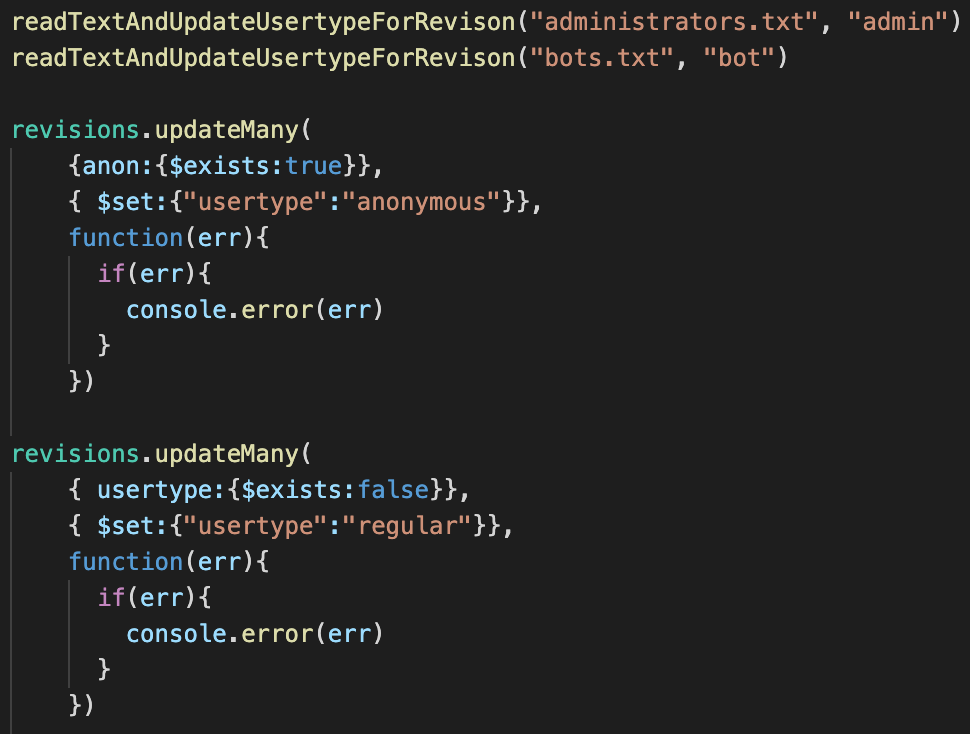 readTextAndUpdateUsertypeForRevison("administrators.txt", "admin")
readTextAndUpdateUsertypeForRevison("bots.txt", "bot")

revisions.updateMany(
    {anon:{$exists:true}},
    { $set:{"usertype":"anonymous"}},
    function(err){
      if(err){
        console.error(err)
      }
    })

revisions.updateMany(
    { usertype:{$exists:false}},
    { $set:{"usertype":"regular"}},
    function(err){
      if(err){
        console.error(err)
      }
    })